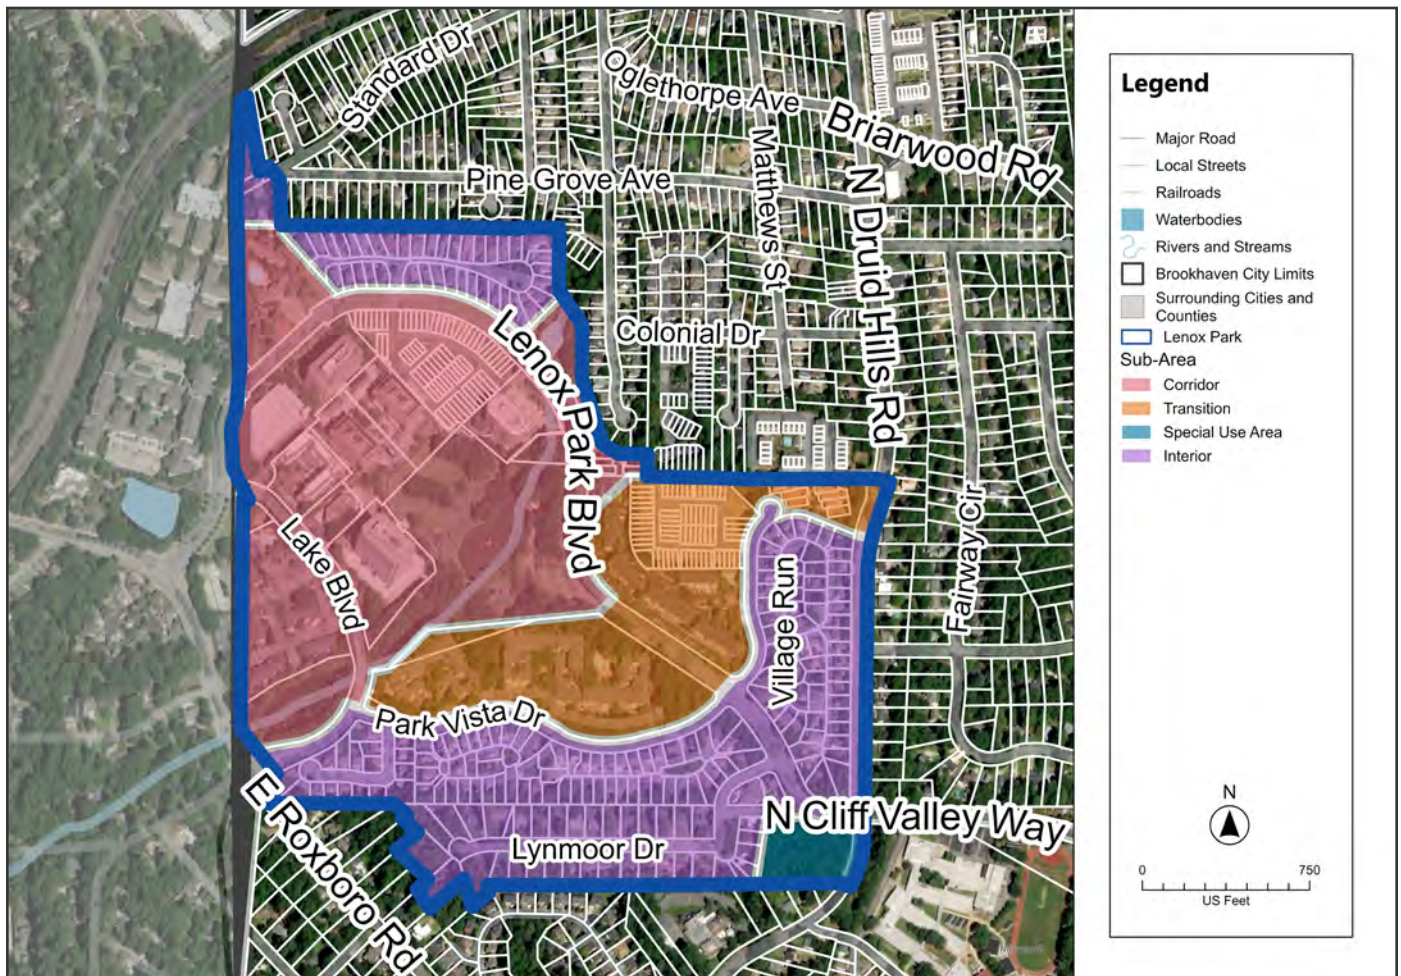 Standard Dr
Oglethorpe Ave
Briarwood Rd
Pine Grove Ave
Matthews St
N Druid Hills Rd
Lenox Park Blvd
Colonial Dr
Lake Blvd
Fairway Cir
Village Run
Park Vista Dr
E Roxboro Rd
N Cliff Valley Way
Lynmoor Dr
Legend
Major Road
Local Streets
Railroads
Waterbodies
Rivers and Streams
Brookhaven City Limits
Surrounding Cities and
Counties
Lenox Park
Sub-Area
Corridor
Transition
Special Use Area
Interior
N
0 750
US Feet